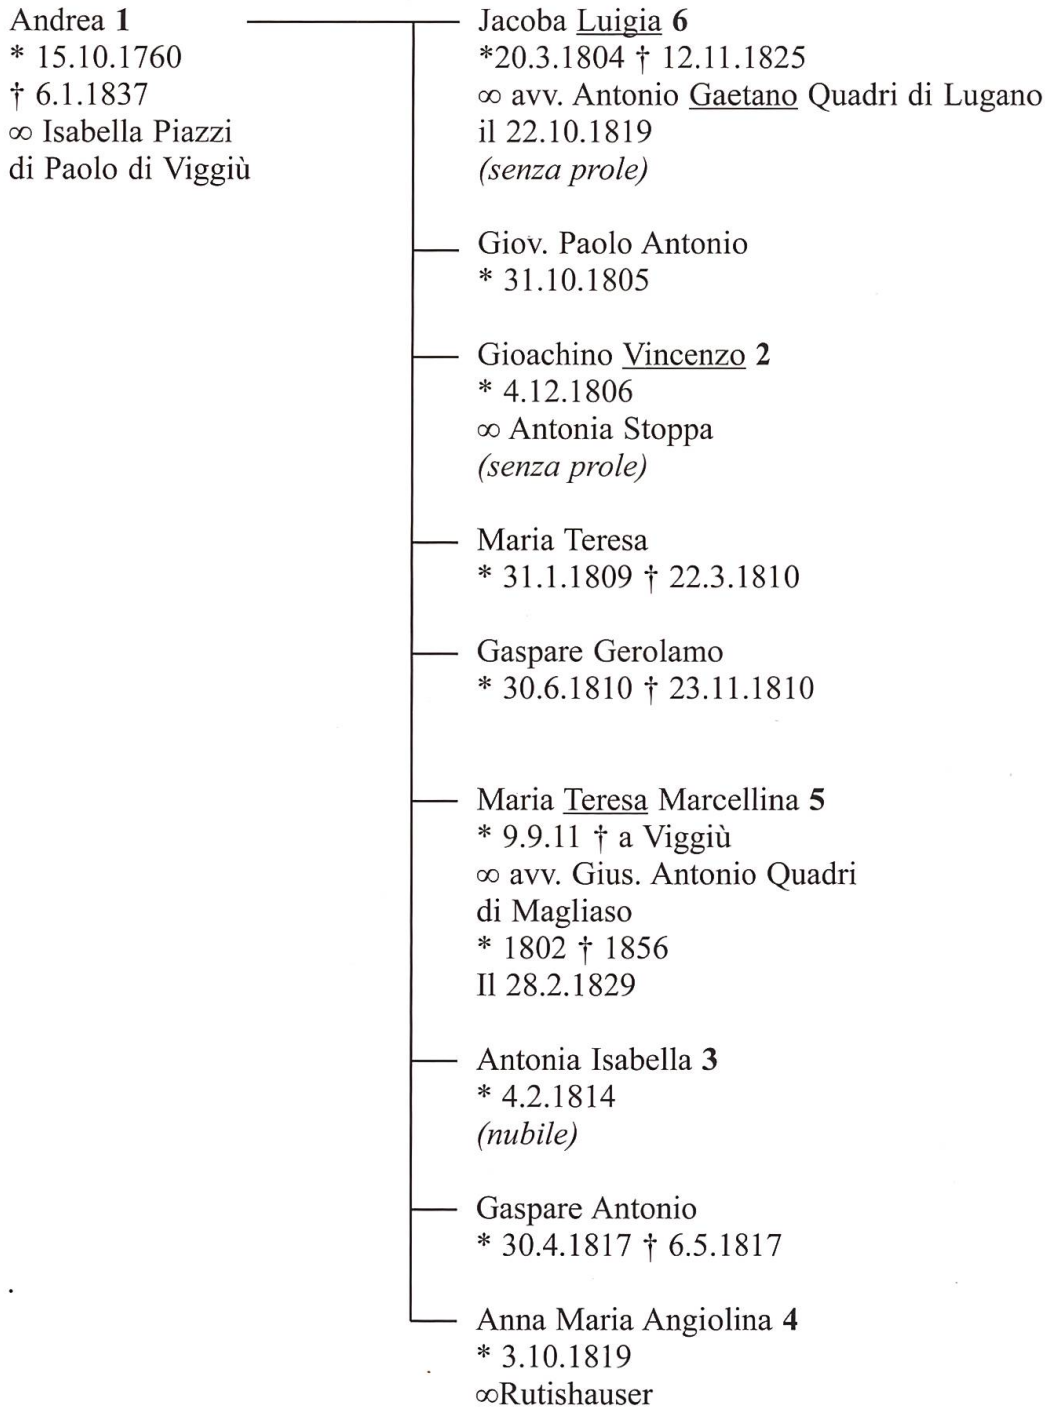 Andrea 1
* 15.10.1760
† 6.1.1837
∞ Isabella Piazzi
di Paolo di Viggiù
Jacoba Luigia 6
*20.3.1804 † 12.11.1825
∞ avv. Antonio Gaetano Quadri di Lugano
il 22.10.1819
(senza prole)
Giov. Paolo Antonio
* 31.10.1805
Gioachino Vincenzo 2
* 4.12.1806
∞ Antonia Stoppa
(senza prole)
Maria Teresa
* 31.1.1809 † 22.3.1810
Gaspare Gerolamo
* 30.6.1810 † 23.11.1810
Maria Teresa Marcellina 5
* 9.9.11 † a Viggiù
∞ avv. Gius. Antonio Quadri
di Magliaso
* 1802 † 1856
Il 28.2.1829
Antonia Isabella 3
* 4.2.1814
(nubile)
Gaspare Antonio
* 30.4.1817 † 6.5.1817
Anna Maria Angiolina 4
* 3.10.1819
∞Rutishauser